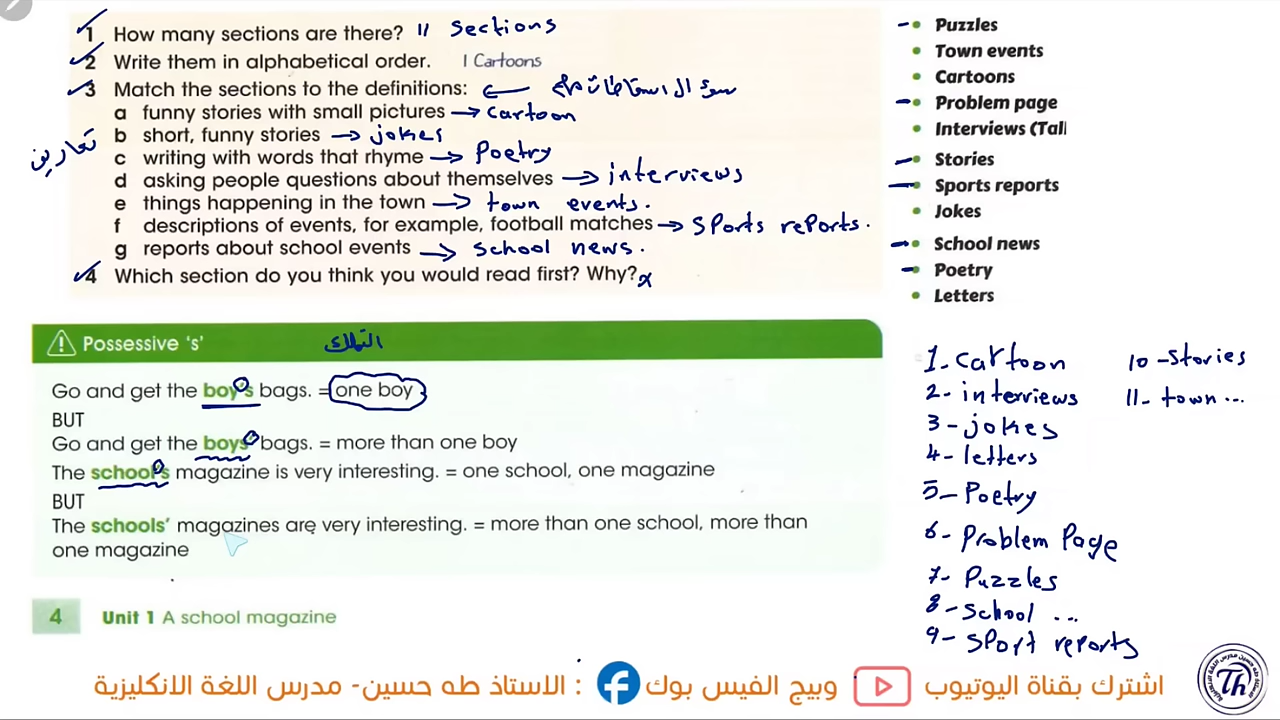 1 How many sections are there? 11 sections
2 Write them in alphabetical order. 1 Cartoons
3 Match the sections to the definitions:
a funny stories with small pictures → cartoon
b short, funny stories → jokes
تعاريف
c writing with words that rhyme → Poetry
d asking people questions about themselves → interviews
e things happening in the town → town events.
f descriptions of events, for example, football matches → sports reports.
g reports about school events → school news.
4 Which section do you think you would read first? Why? x
• Puzzles
• Town events
• Cartoons
• Problem page
• Interviews (Tal
• Stories
• Sports reports
• Jokes
• School news
• Poetry
• Letters
Possessive 's' التملك
Go and get the boy's bags. = one boy
BUT
Go and get the boys' bags. = more than one boy
The school's magazine is very interesting. = one school, one magazine
BUT
The schools' magazines are very interesting. = more than one school, more than
one magazine
1- cartoon
2- interviews
3- jokes
4- letters
5- Poetry
6- Problem Page
7- Puzzles
8- School ...
9- Sport reports
10- Stories
11- town ...
4 Unit 1 A school magazine
اشترك بقناة اليوتيوب وبيج الفيس بوك : الاستاذ طه حسين- مدرس اللغة الانكليزية
Th